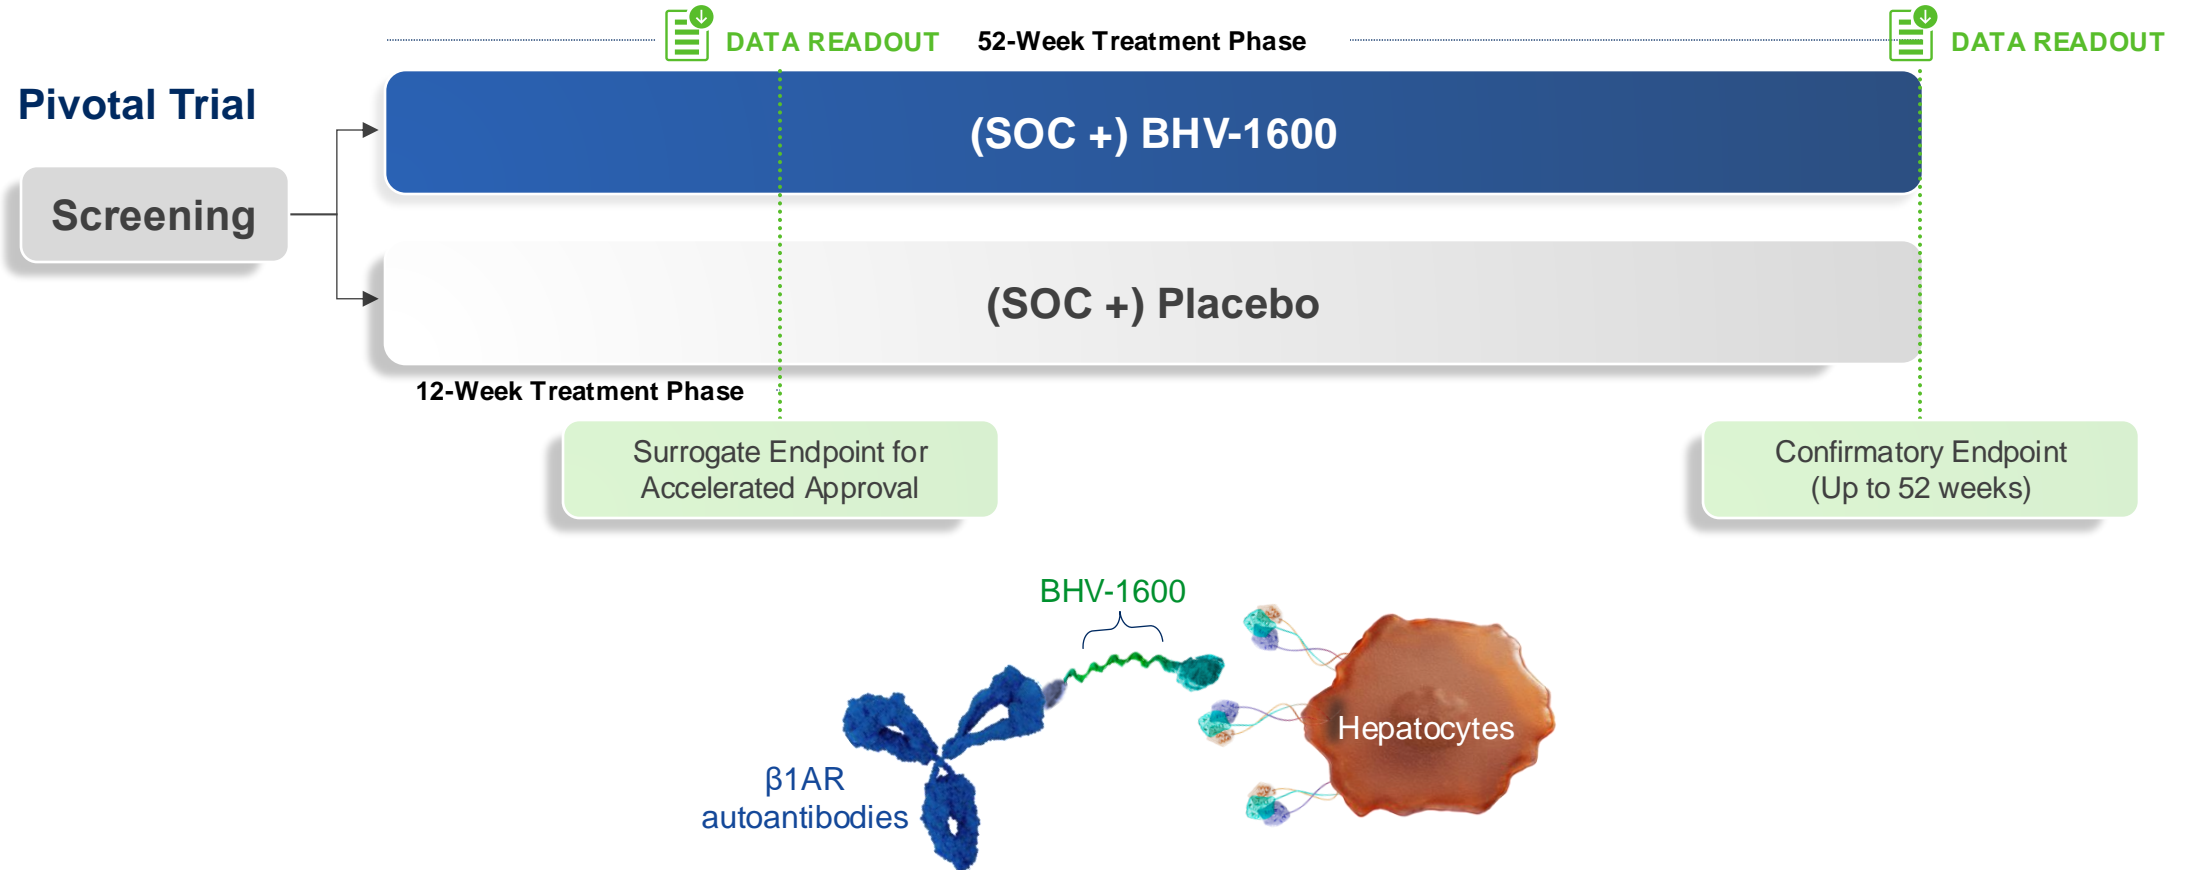 DATA READOUT
52-Week Treatment Phase
DATA READOUT
Pivotal Trial
(SOC +) BHV-1600
Screening
(SOC +) Placebo
12-Week Treatment Phase
Surrogate Endpoint for
Accelerated Approval
Confirmatory Endpoint
(Up to 52 weeks)
BHV-1600
Hepatocytes
β1AR
autoantibodies